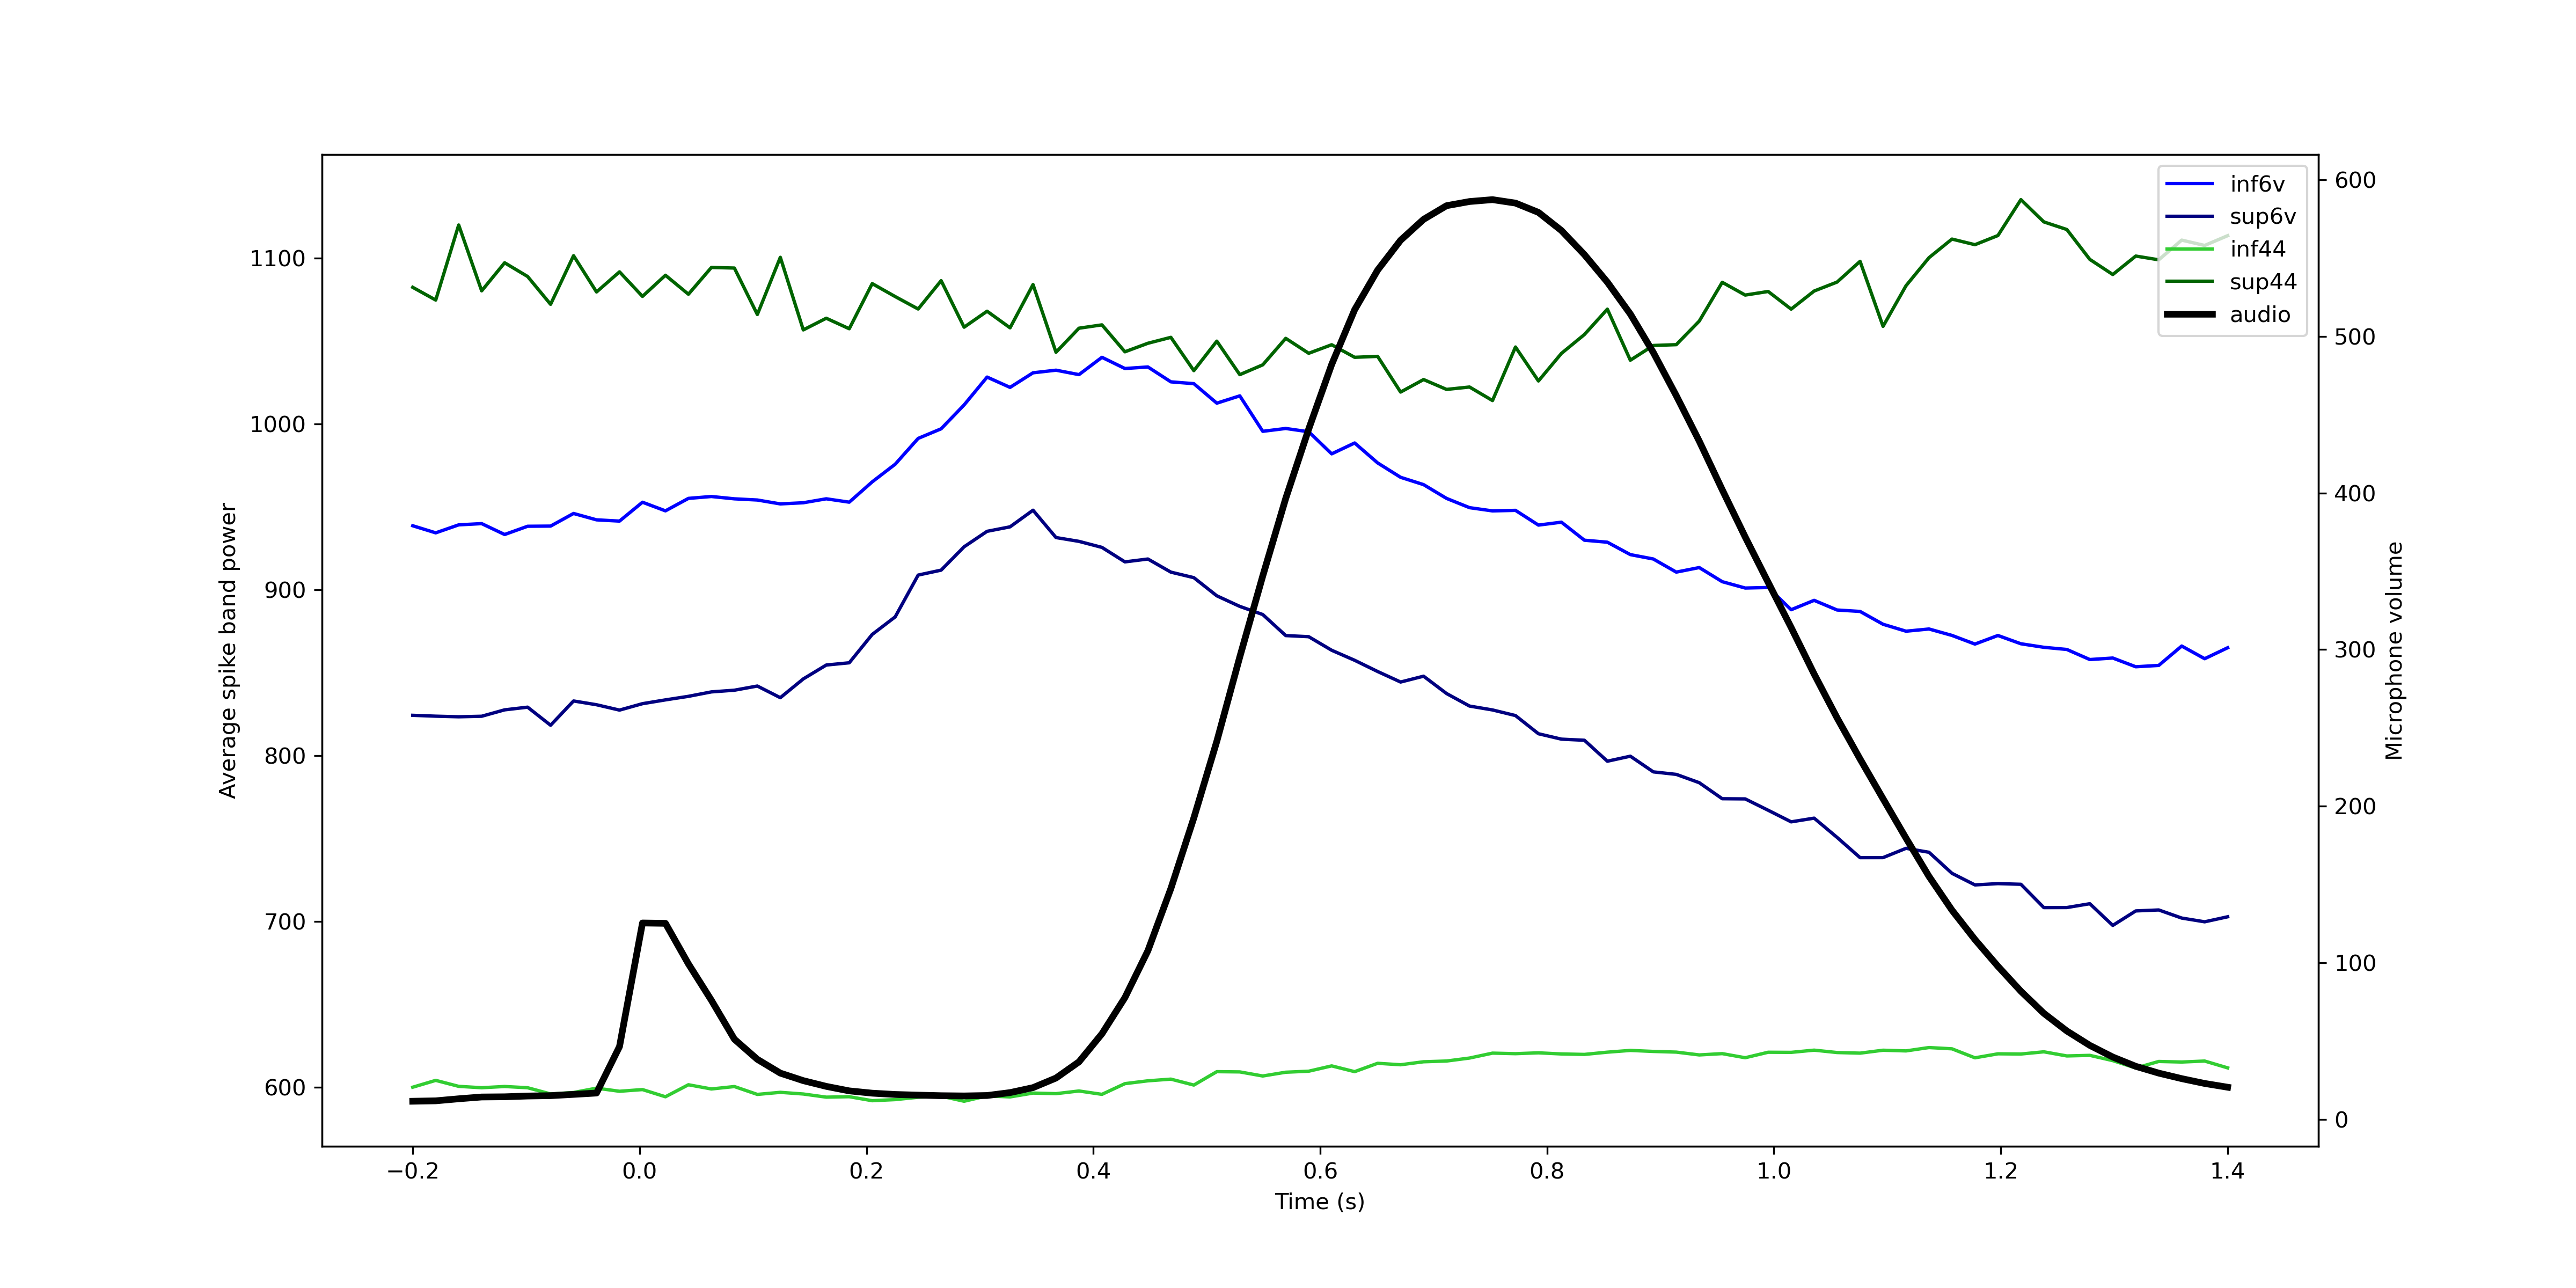 inf6v
sup6v
inf44
sup44
audio
1100
1000
900
800
700
600
Average spike band power
600
500
400
300
200
100
0
Microphone volume
−0.2
0.0
0.2
0.4
0.6
0.8
1.0
1.2
1.4
Time (s)